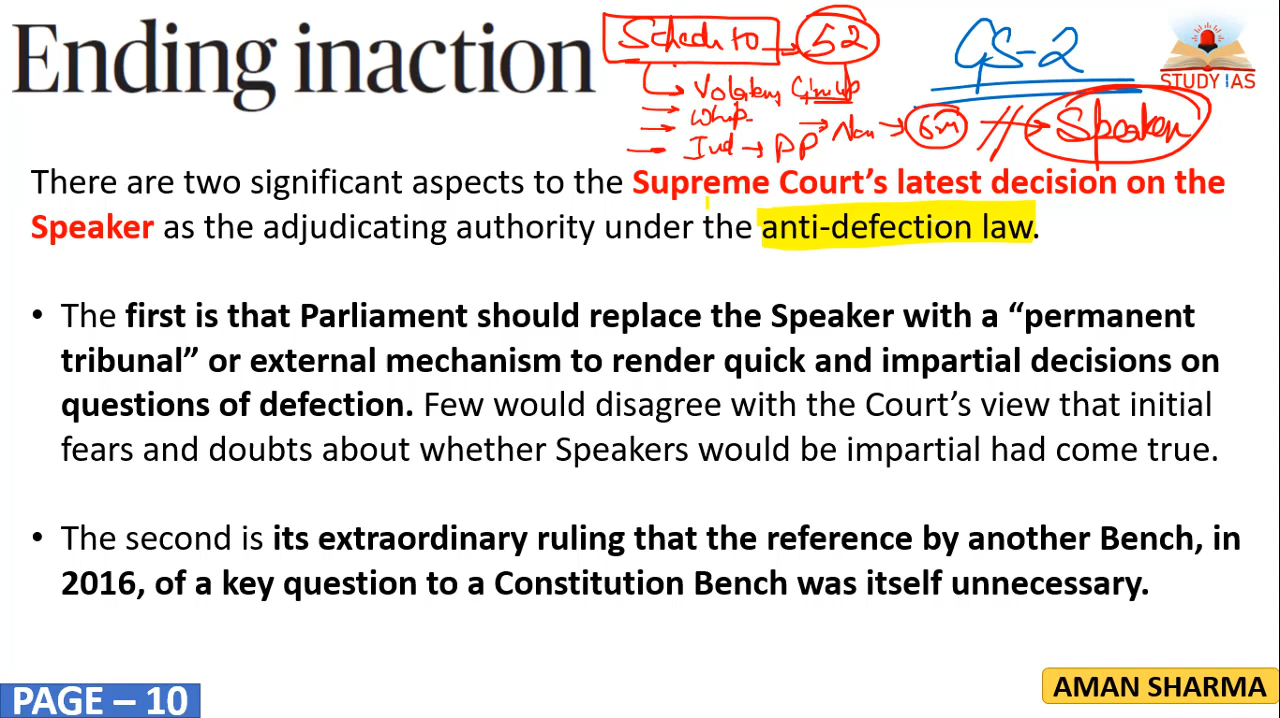 Ending inaction
52
GS-2
STUDY IAS
Voluntary Give up
Whip
Ind → PP → Nom → 6m → Speaker
There are two significant aspects to the Supreme Court’s latest decision on the
Speaker as the adjudicating authority under the anti-defection law.
• The first is that Parliament should replace the Speaker with a “permanent
tribunal” or external mechanism to render quick and impartial decisions on
questions of defection. Few would disagree with the Court’s view that initial
fears and doubts about whether Speakers would be impartial had come true.
• The second is its extraordinary ruling that the reference by another Bench, in
2016, of a key question to a Constitution Bench was itself unnecessary.
PAGE – 10
AMAN SHARMA